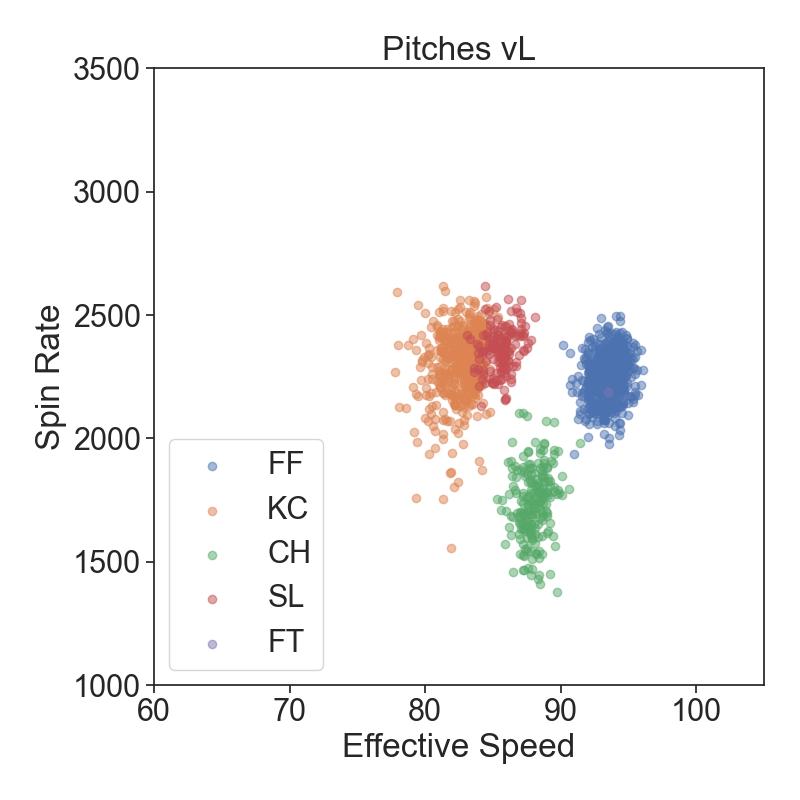 Pitches vL
3500
3000
2500
2000
1500
1000
Spin Rate
FF
KC
CH
SL
FT
60 70 80 90 100
Effective Speed